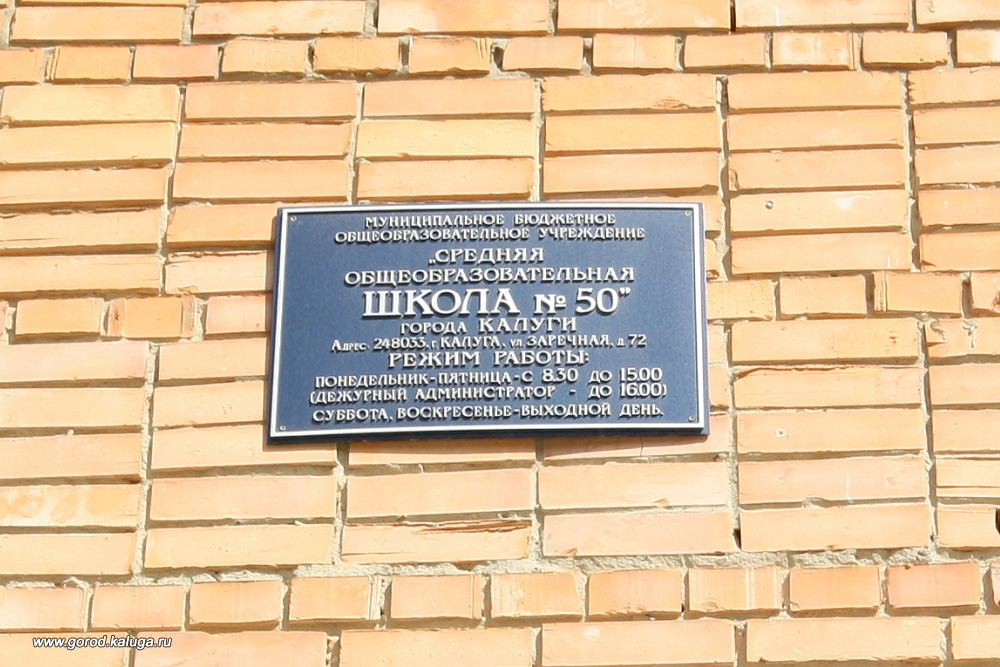 МУНИЦИПАЛЬНОЕ БЮДЖЕТНОЕ
ОБЩЕОБРАЗОВАТЕЛЬНОЕ УЧРЕЖДЕНИЕ
„СРЕДНЯЯ
ОБЩЕОБРАЗОВАТЕЛЬНАЯ
ШКОЛА № 50”
ГОРОДА КАЛУГИ
АДРЕС: 248033, г. КАЛУГА, ул. ЗАРЕЧНАЯ, д. 72
РЕЖИМ РАБОТЫ:
ПОНЕДЕЛЬНИК-ПЯТНИЦА-С 8.30 ДО 15.00
(ДЕЖУРНЫЙ АДМИНИСТРАТОР - ДО 16.00)
СУББОТА, ВОСКРЕСЕНЬЕ-ВЫХОДНОЙ ДЕНЬ.
www.gorod.kaluga.ru